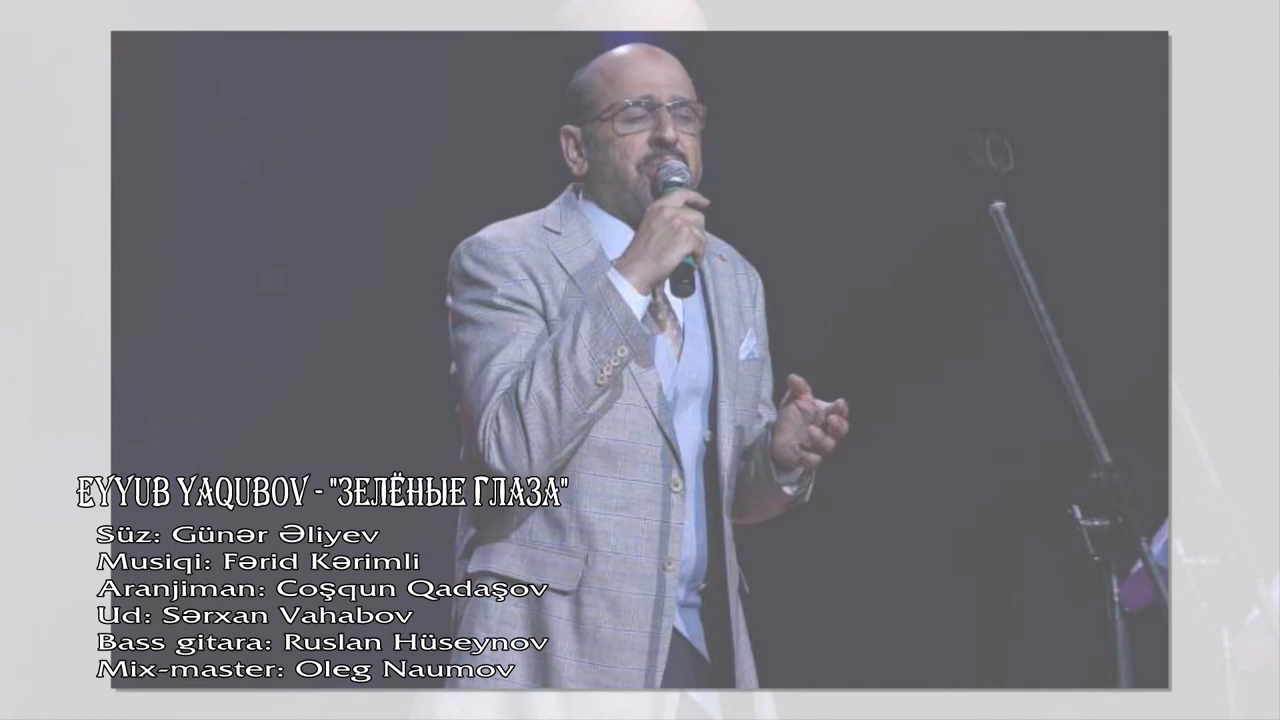 EYYUB YAQUBOV - "ЗЕЛЁНЫЕ ГЛАЗА"
Süz: Günər Əliyev
Musiqi: Fərid Kərimli
Aranjiman: Coşqun Qadaşov
Ud: Sərxan Vahabov
Bass gitara: Ruslan Hüseynov
Mix-master: Oleg Naumov